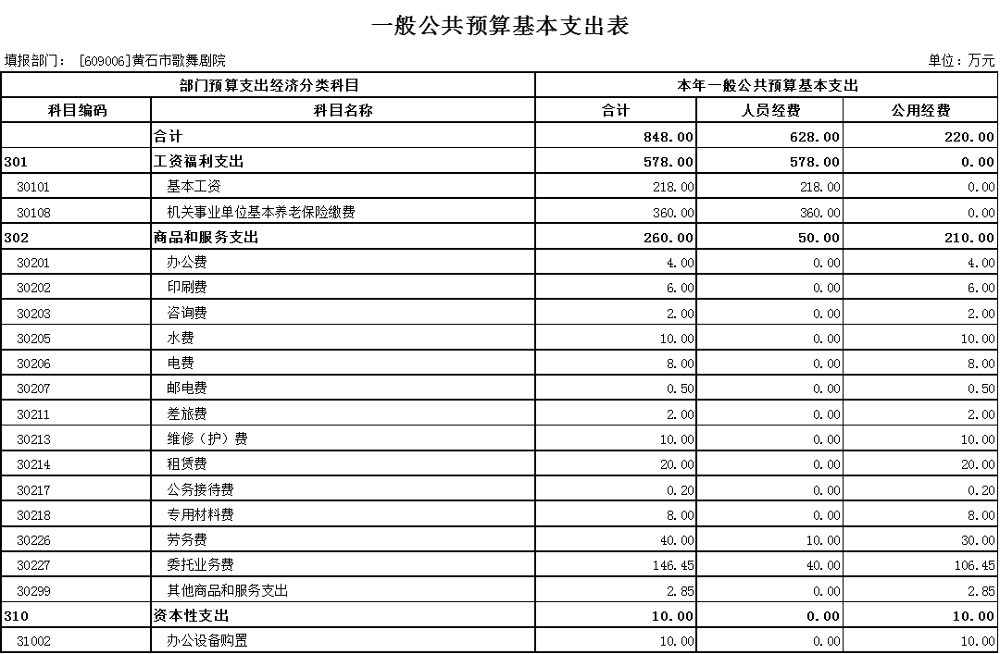 一般公共预算基本支出表
填报部门： [609006]黄石市歌舞剧院 单位：万元
部门预算支出经济分类科目 本年一般公共预算基本支出
科目编码 科目名称 合计 人员经费 公用经费
合计 848.00 628.00 220.00
301 工资福利支出 578.00 578.00 0.00
30101 基本工资 218.00 218.00 0.00
30108 机关事业单位基本养老保险缴费 360.00 360.00 0.00
302 商品和服务支出 260.00 50.00 210.00
30201 办公费 4.00 0.00 4.00
30202 印刷费 6.00 0.00 6.00
30203 咨询费 2.00 0.00 2.00
30205 水费 10.00 0.00 10.00
30206 电费 8.00 0.00 8.00
30207 邮电费 0.50 0.00 0.50
30211 差旅费 2.00 0.00 2.00
30213 维修（护）费 10.00 0.00 10.00
30214 租赁费 20.00 0.00 20.00
30217 公务接待费 0.20 0.00 0.20
30218 专用材料费 8.00 0.00 8.00
30226 劳务费 40.00 10.00 30.00
30227 委托业务费 146.45 40.00 106.45
30299 其他商品和服务支出 2.85 0.00 2.85
310 资本性支出 10.00 0.00 10.00
31002 办公设备购置 10.00 0.00 10.00